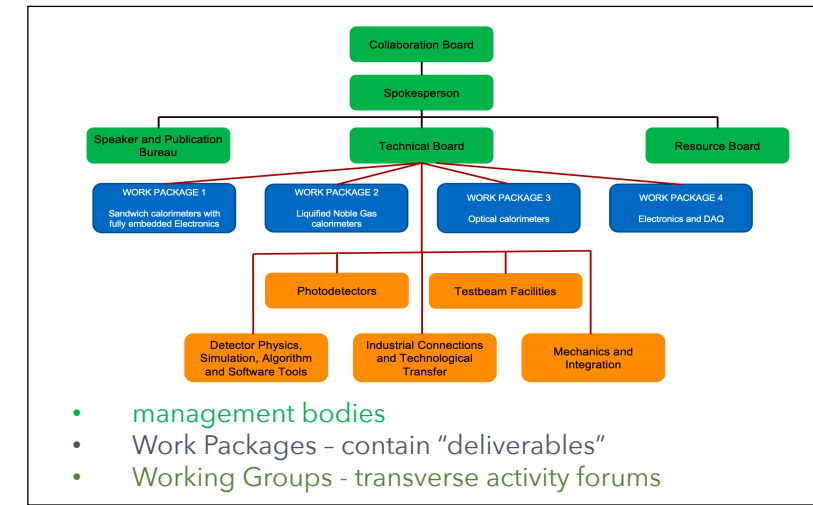 Collaboration Board
Spokesperson
Speaker and Publication
Bureau
Technical Board
Resource Board
WORK PACKAGE 1
Sandwich calorimeters with
fully embedded Electronics
WORK PACKAGE 2
Liquified Noble Gas
calorimeters
WORK PACKAGE 3
Optical calorimeters
WORK PACKAGE 4
Electronics and DAQ
Photodetectors
Testbeam Facilities
Detector Physics,
Simulation, Algorithm
and Software Tools
Industrial Connections
and Technological
Transfer
Mechanics and
Integration
• management bodies
• Work Packages – contain “deliverables”
• Working Groups - transverse activity forums